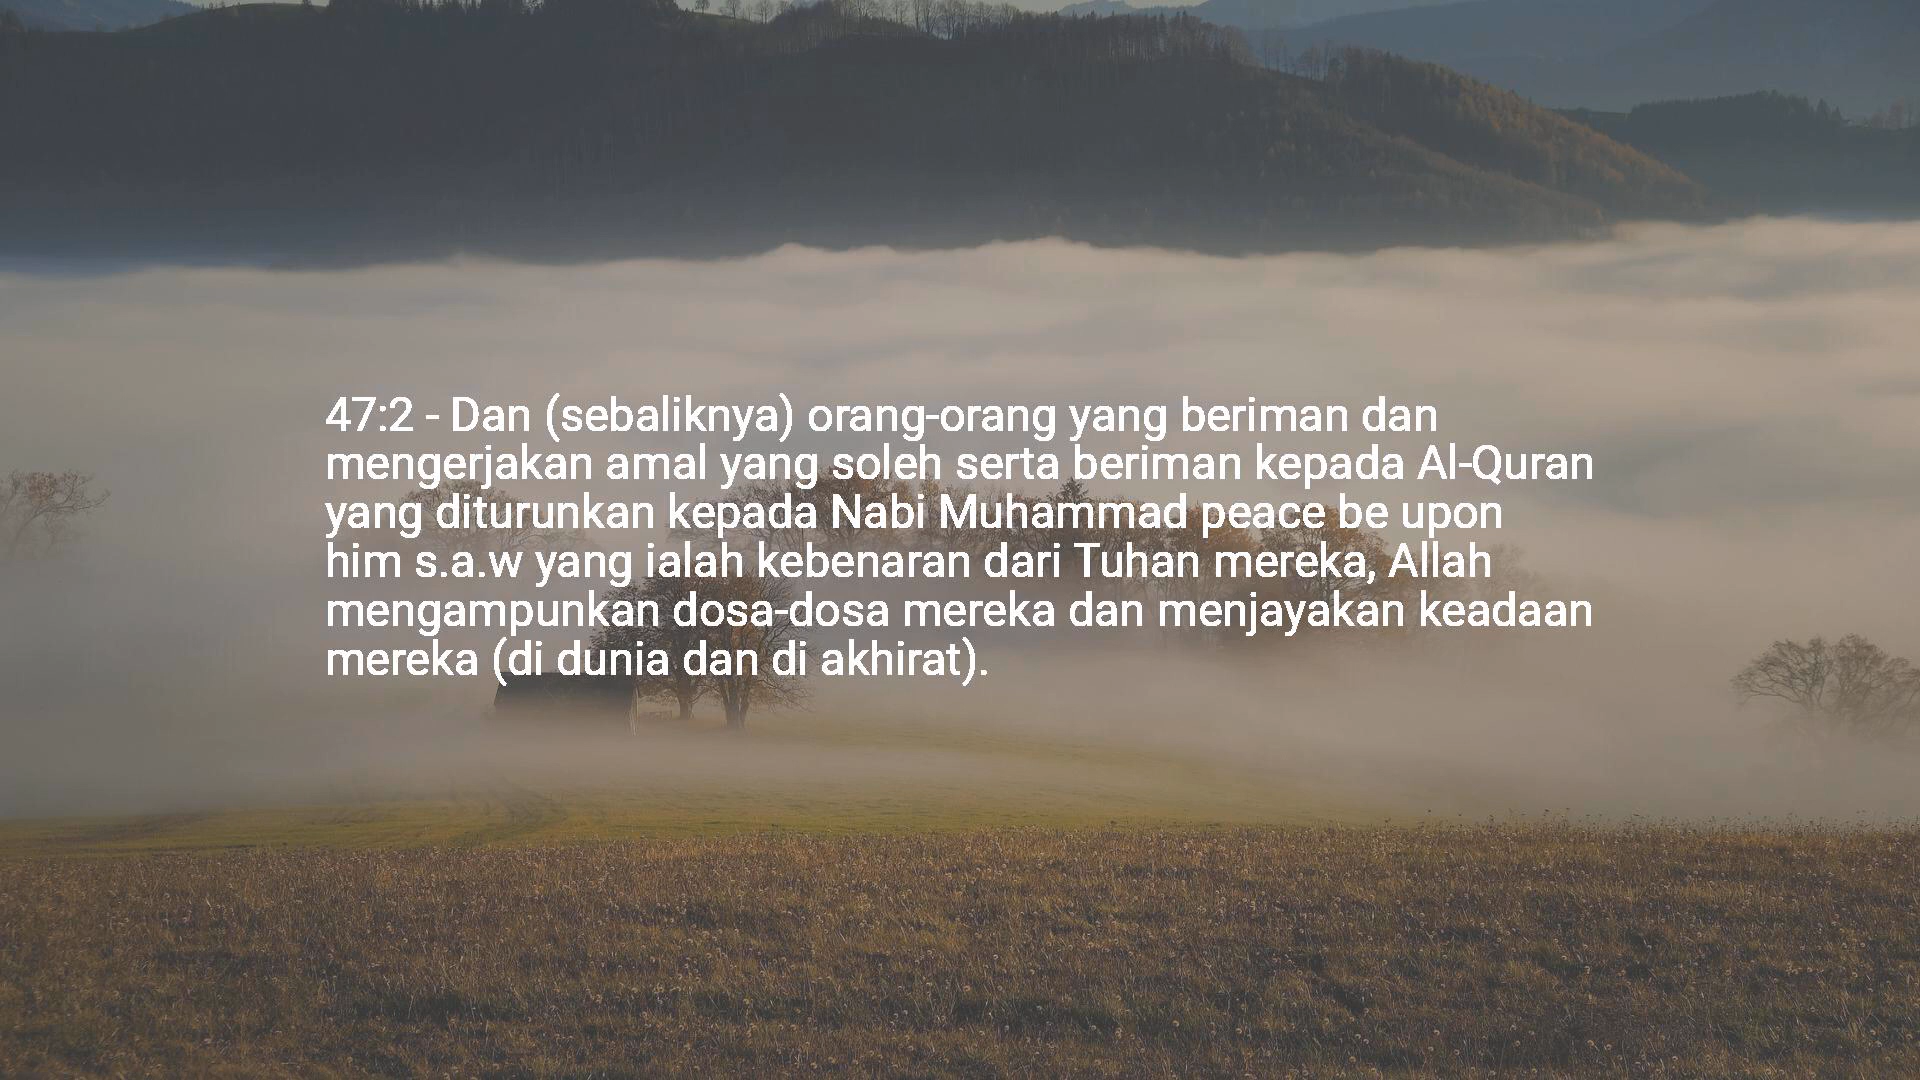 47:2 - Dan (sebaliknya) orang-orang yang beriman dan
mengerjakan amal yang soleh serta beriman kepada Al-Quran
yang diturunkan kepada Nabi Muhammad peace be upon
him s.a.w yang ialah kebenaran dari Tuhan mereka, Allah
mengampunkan dosa-dosa mereka dan menjayakan keadaan
mereka (di dunia dan di akhirat).